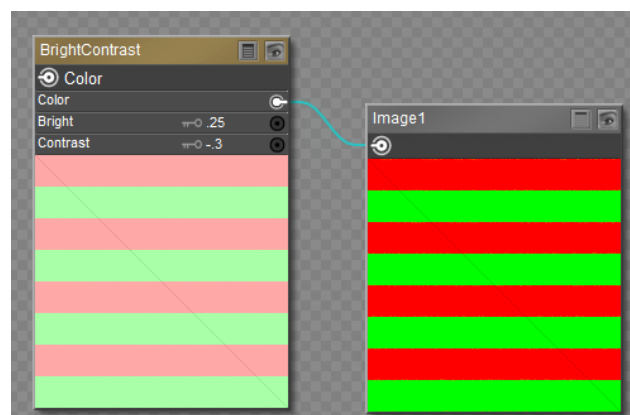 BrightContrast
Color
Color
Bright .25
Contrast -.3
Image1